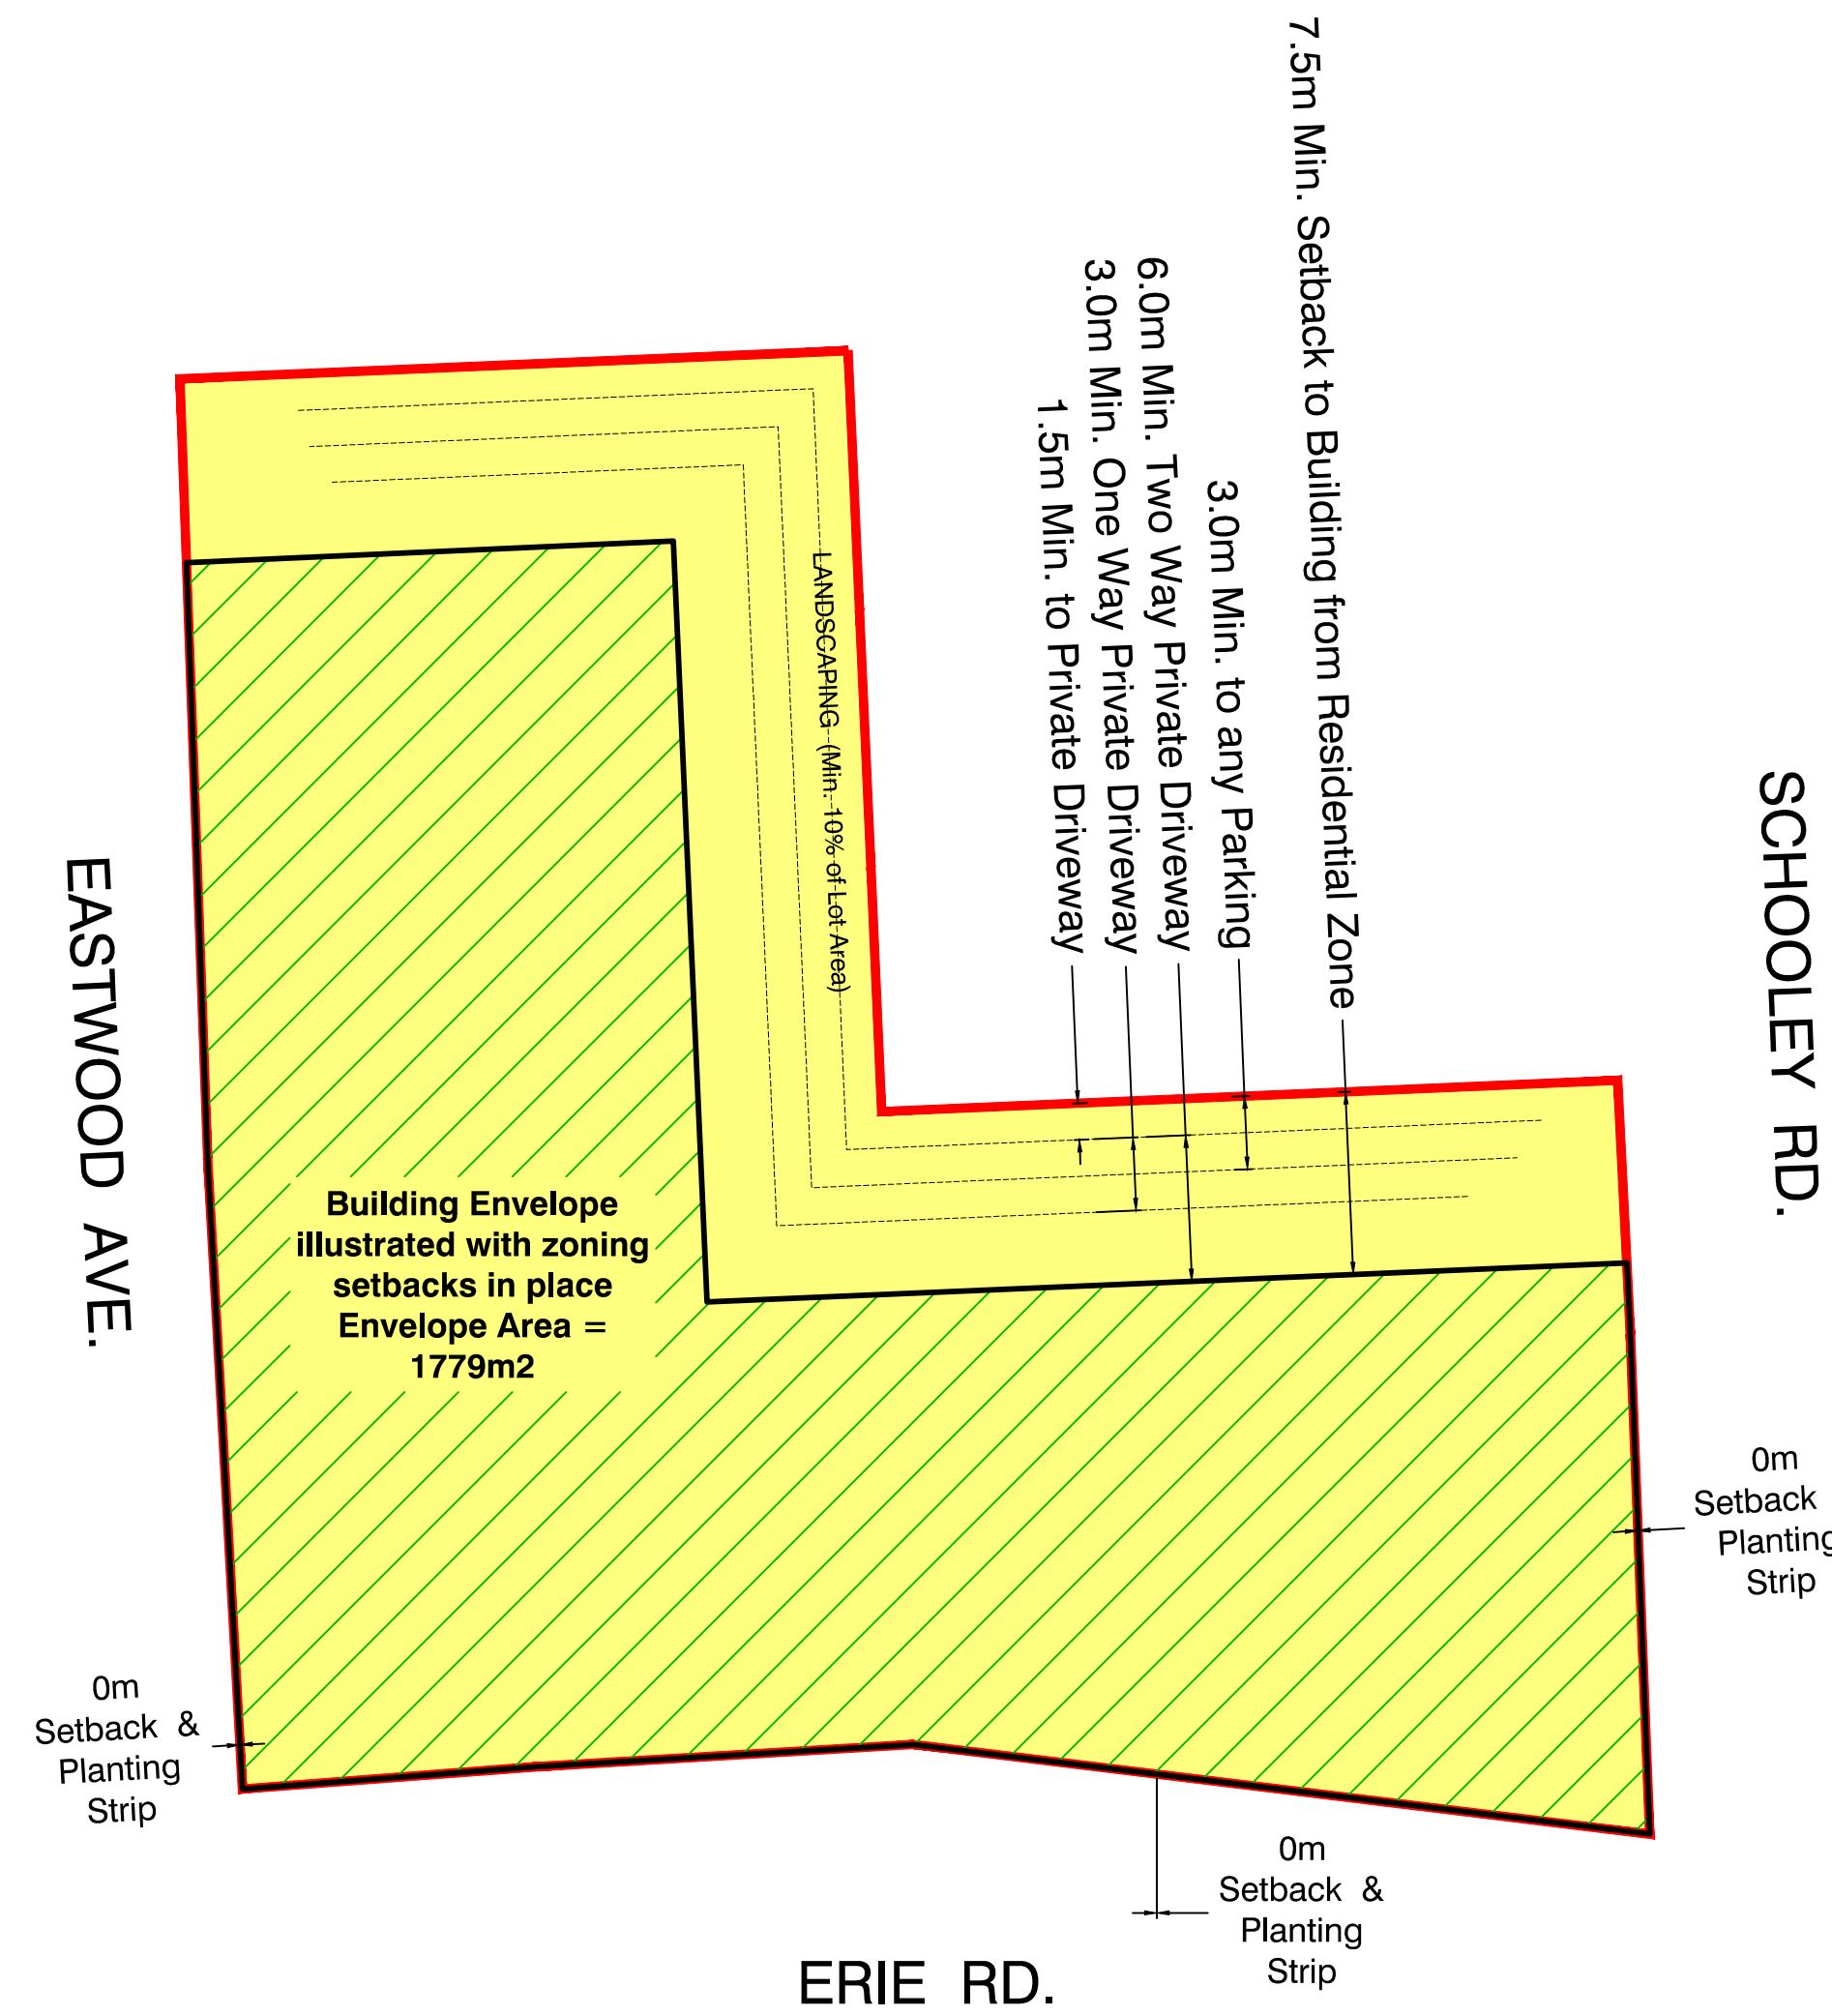 7.5m Min. Setback to Building from Residential Zone
6.0m Min. Two Way Private Driveway
3.0m Min. One Way Private Driveway
1.5m Min. to Private Driveway
3.0m Min. to any Parking
LANDSCAPING (Min. 10% of Lot Area)
SCHOOLEY RD.
EASTWOOD AVE.
Building Envelope
illustrated with zoning
setbacks in place
Envelope Area =
1779m2
0m
Setback
Planting
Strip
0m
Setback &
Planting
Strip
0m
Setback &
Planting
Strip
ERIE RD.